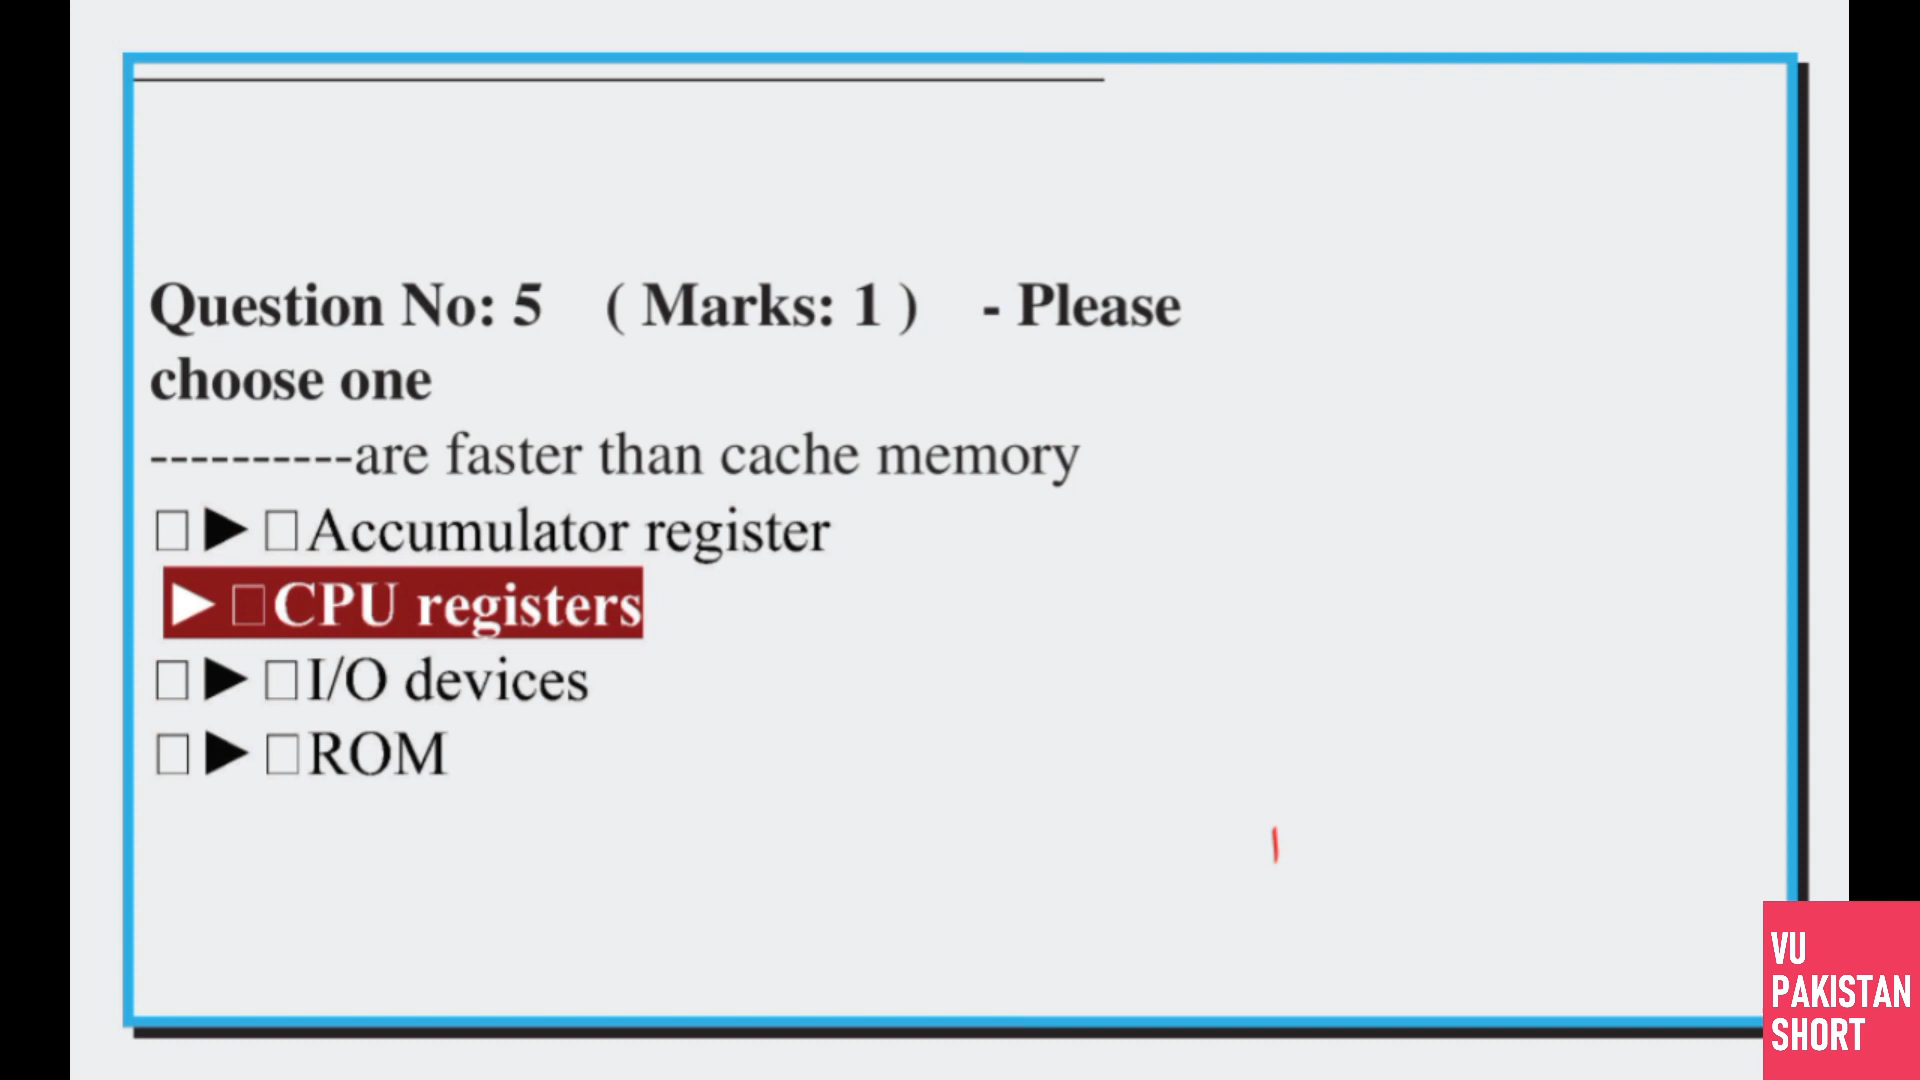 Question No: 5 ( Marks: 1 ) - Please
choose one
----------are faster than cache memory
□►□Accumulator register
►□CPU registers
□►□I/O devices
□►□ROM
VU
PAKISTAN
SHORT